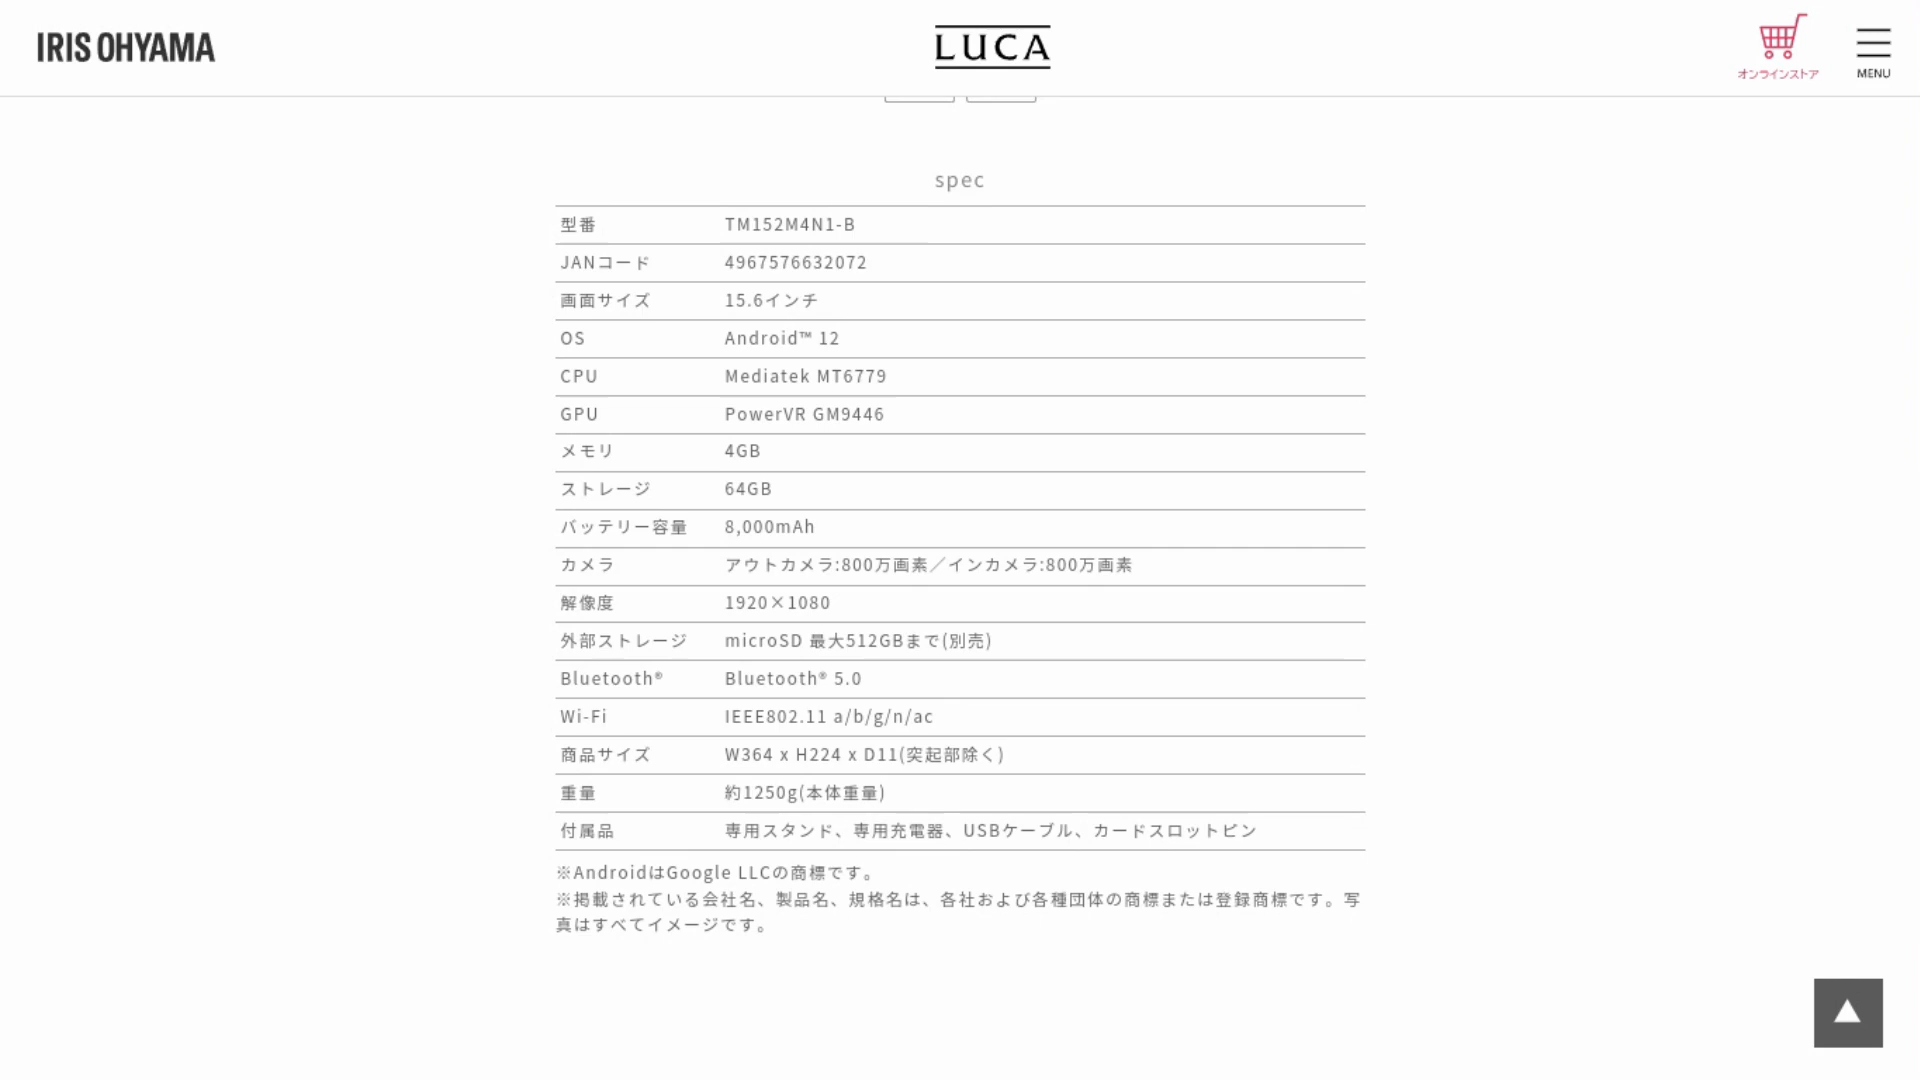 IRIS OHYAMA
LUCA
オンラインストア
MENU
spec
型番 TM152M4N1-B
JANコード 4967576632072
画面サイズ 15.6インチ
OS Android™ 12
CPU Mediatek MT6779
GPU PowerVR GM9446
メモリ 4GB
ストレージ 64GB
バッテリー容量 8,000mAh
カメラ アウトカメラ:800万画素／インカメラ:800万画素
解像度 1920×1080
外部ストレージ microSD 最大512GBまで(別売)
Bluetooth® Bluetooth® 5.0
Wi-Fi IEEE802.11 a/b/g/n/ac
商品サイズ W364 x H224 x D11(突起部除く)
重量 約1250g(本体重量)
付属品 専用スタンド、専用充電器、USBケーブル、カードスロットピン
※AndroidはGoogle LLCの商標です。
※掲載されている会社名、製品名、規格名は、各社および各種団体の商標または登録商標です。写
真はすべてイメージです。